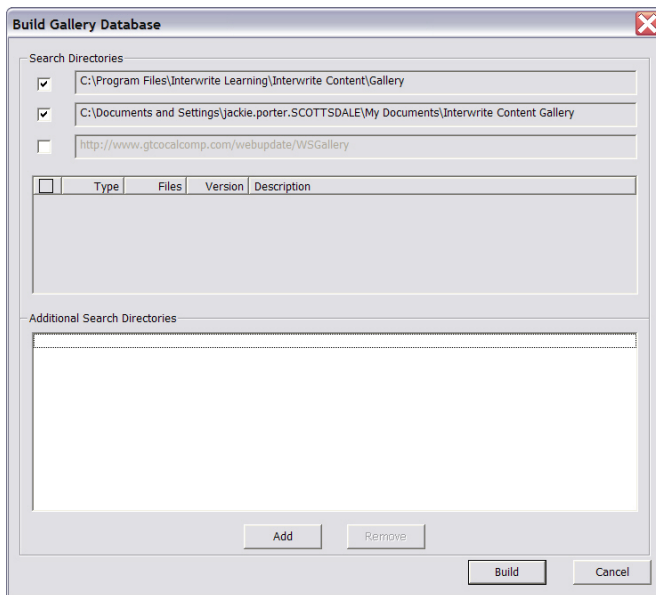 Build Gallery Database
Search Directories
C:\Program Files\Interwrite Learning\Interwrite Content\Gallery
C:\Documents and Settings\jackie.porter.SCOTTSDALE\My Documents\Interwrite Content Gallery
http://www.gtcocalcomp.com/webupdate/WSGallery
Type Files Version Description
Additional Search Directories
Add Remove
Build Cancel